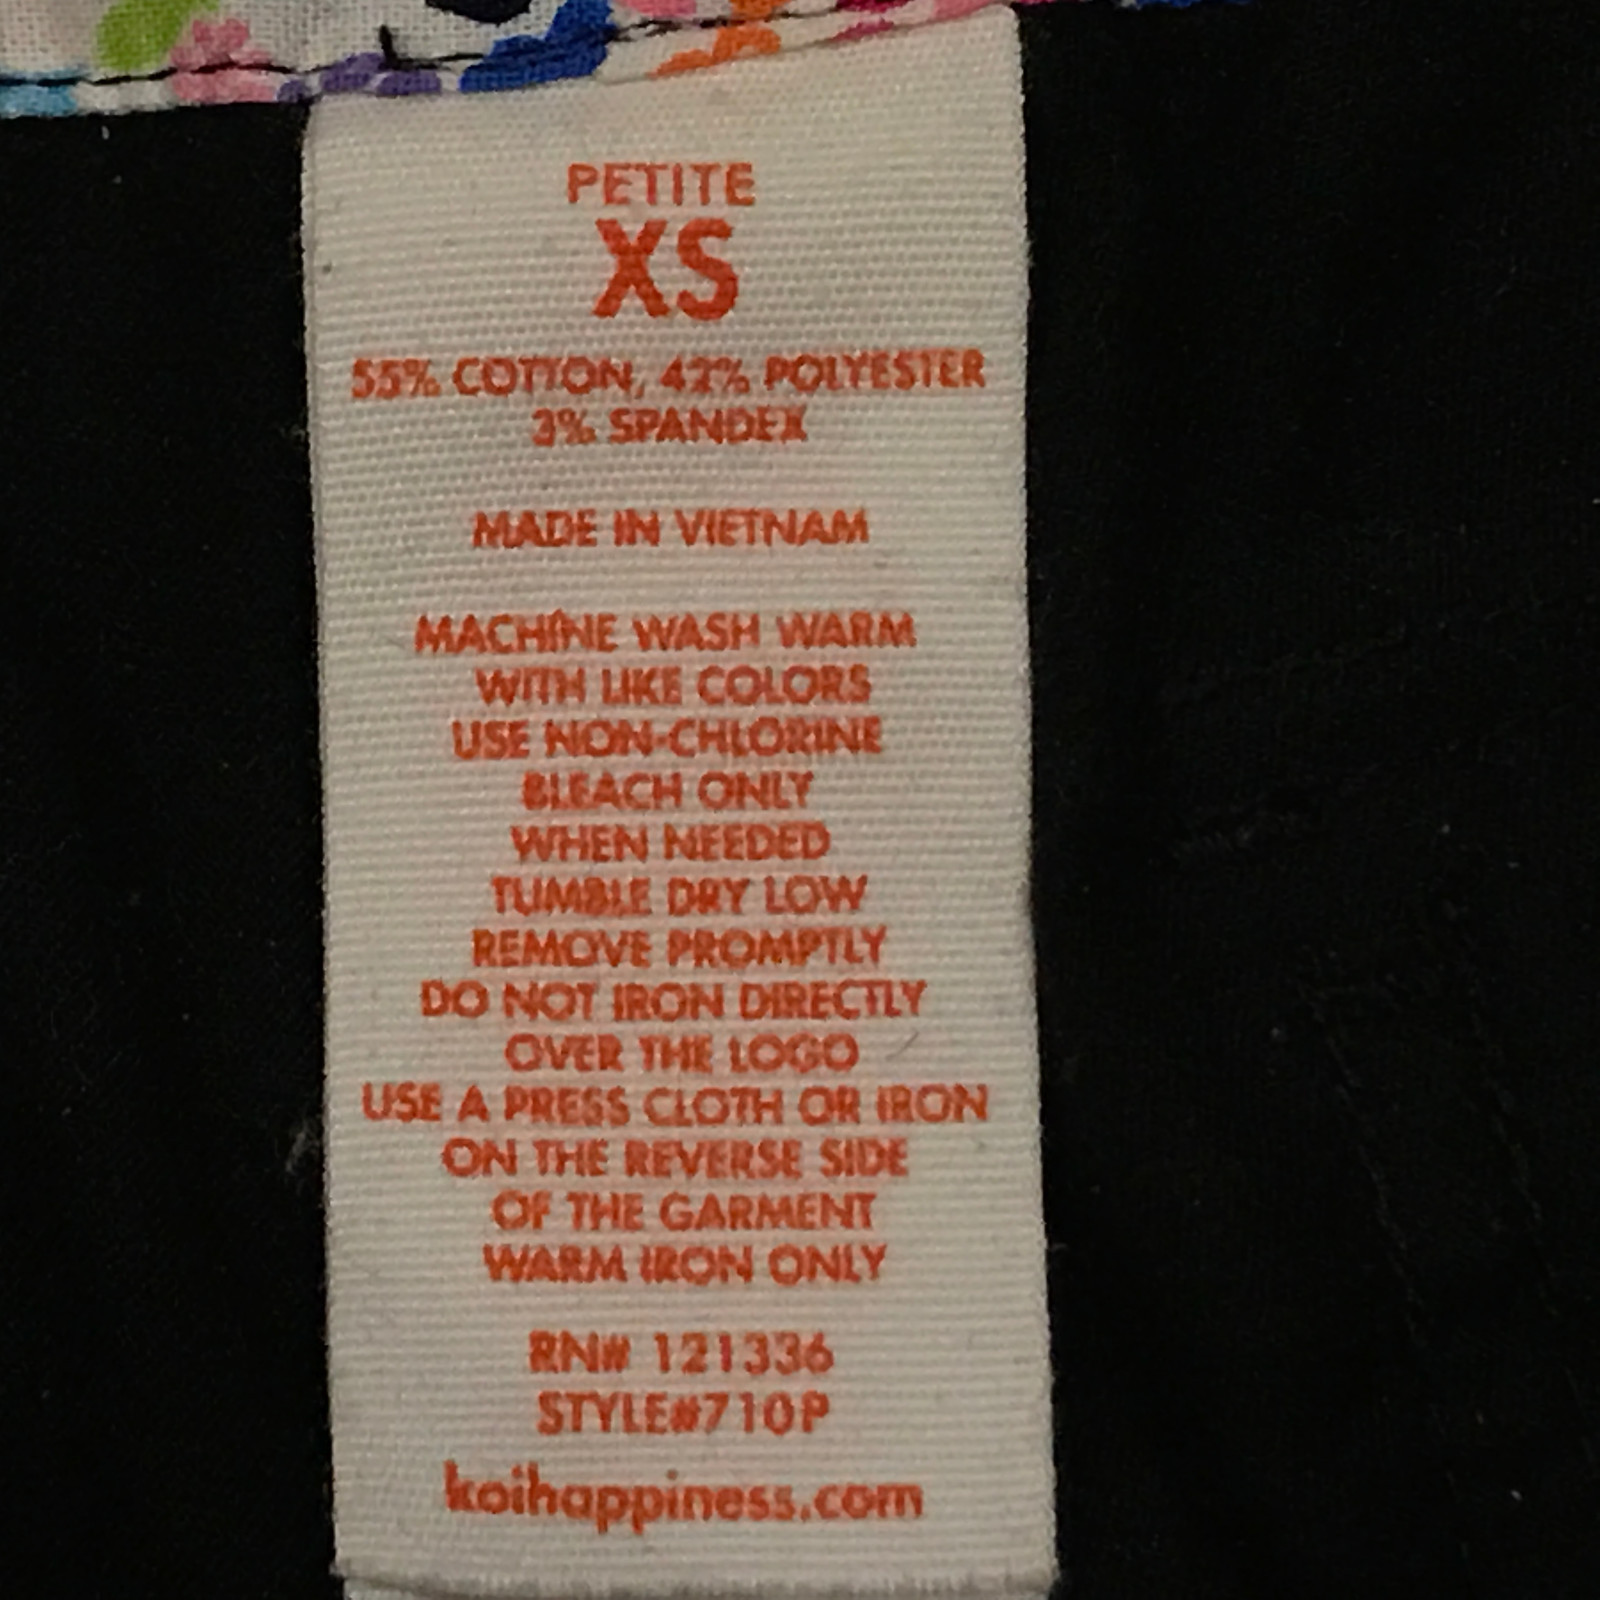 PETITE
XS
55% COTTON, 42% POLYESTER
3% SPANDEX
MADE IN VIETNAM
MACHINE WASH WARM
WITH LIKE COLORS
USE NON-CHLORINE
BLEACH ONLY
WHEN NEEDED
TUMBLE DRY LOW
REMOVE PROMPTLY
DO NOT IRON DIRECTLY
OVER THE LOGO
USE A PRESS CLOTH OR IRON
ON THE REVERSE SIDE
OF THE GARMENT
WARM IRON ONLY
RN# 121336
STYLE#710P
koihappiness.com